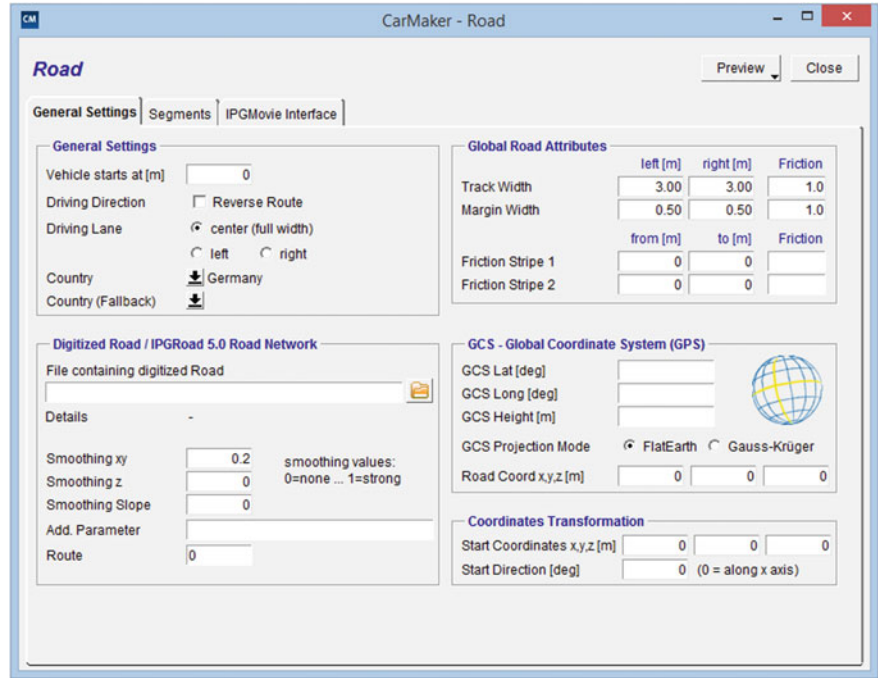 CM CarMaker - Road
Road
Preview Close
General Settings Segments IPGMovie Interface
General Settings
Vehicle starts at [m] 0
Driving Direction Reverse Route
Driving Lane center (full width)
left right
Country Germany
Country (Fallback)
Global Road Attributes
left [m] right [m] Friction
Track Width 3.00 3.00 1.0
Margin Width 0.50 0.50 1.0
from [m] to [m] Friction
Friction Stripe 1 0 0
Friction Stripe 2 0 0
Digitized Road / IPGRoad 5.0 Road Network
File containing digitized Road
Details -
Smoothing xy 0.2 smoothing values:
Smoothing z 0 0=none ... 1=strong
Smoothing Slope 0
Add. Parameter
Route 0
GCS - Global Coordinate System (GPS)
GCS Lat [deg]
GCS Long [deg]
GCS Height [m]
GCS Projection Mode FlatEarth Gauss-Krüger
Road Coord x,y,z [m] 0 0 0
Coordinates Transformation
Start Coordinates x,y,z [m] 0 0 0
Start Direction [deg] 0 (0 = along x axis)